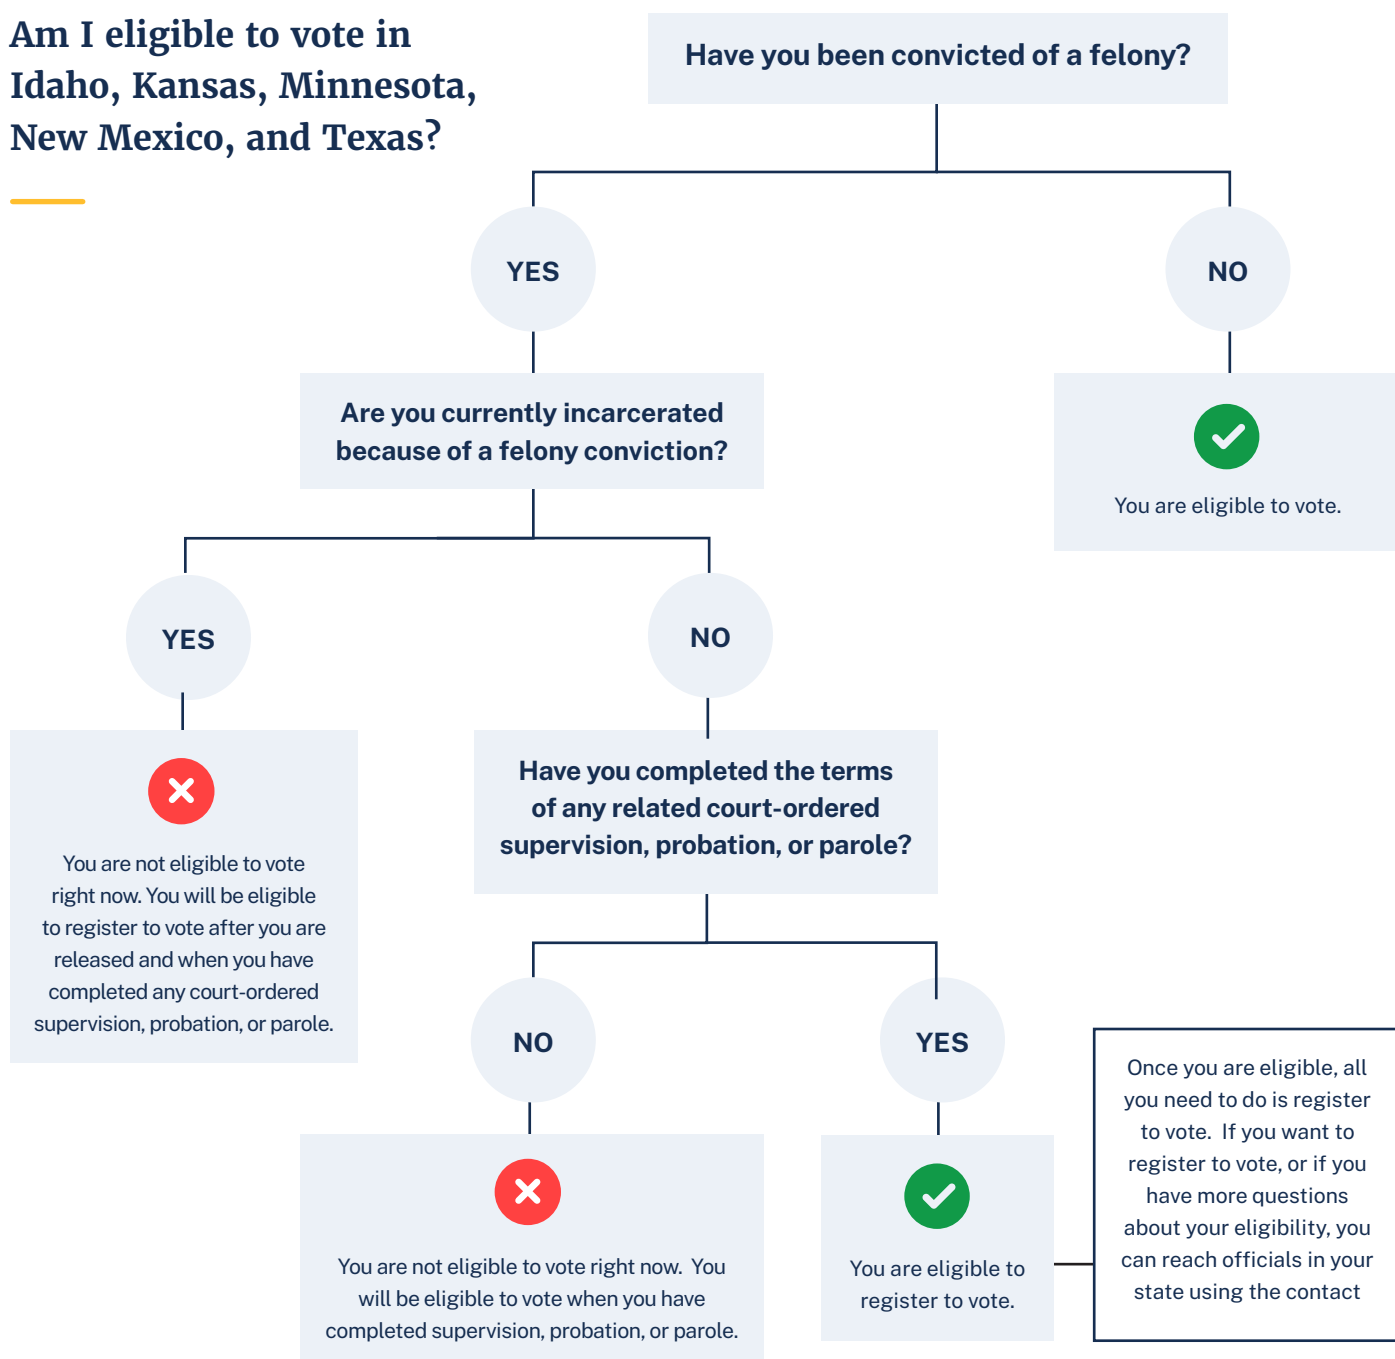 Am I eligible to vote in
Idaho, Kansas, Minnesota,
New Mexico, and Texas?
Have you been convicted of a felony?
YES
NO
Are you currently incarcerated
because of a felony conviction?
You are eligible to vote.
YES
NO
You are not eligible to vote
right now. You will be eligible
to register to vote after you are
released and when you have
completed any court-ordered
supervision, probation, or parole.
Have you completed the terms
of any related court-ordered
supervision, probation, or parole?
NO
YES
You are not eligible to vote right now. You
will be eligible to vote when you have
completed supervision, probation, or parole.
You are eligible to
register to vote.
Once you are eligible, all
you need to do is register
to vote. If you want to
register to vote, or if you
have more questions
about your eligibility, you
can reach officials in your
state using the contact